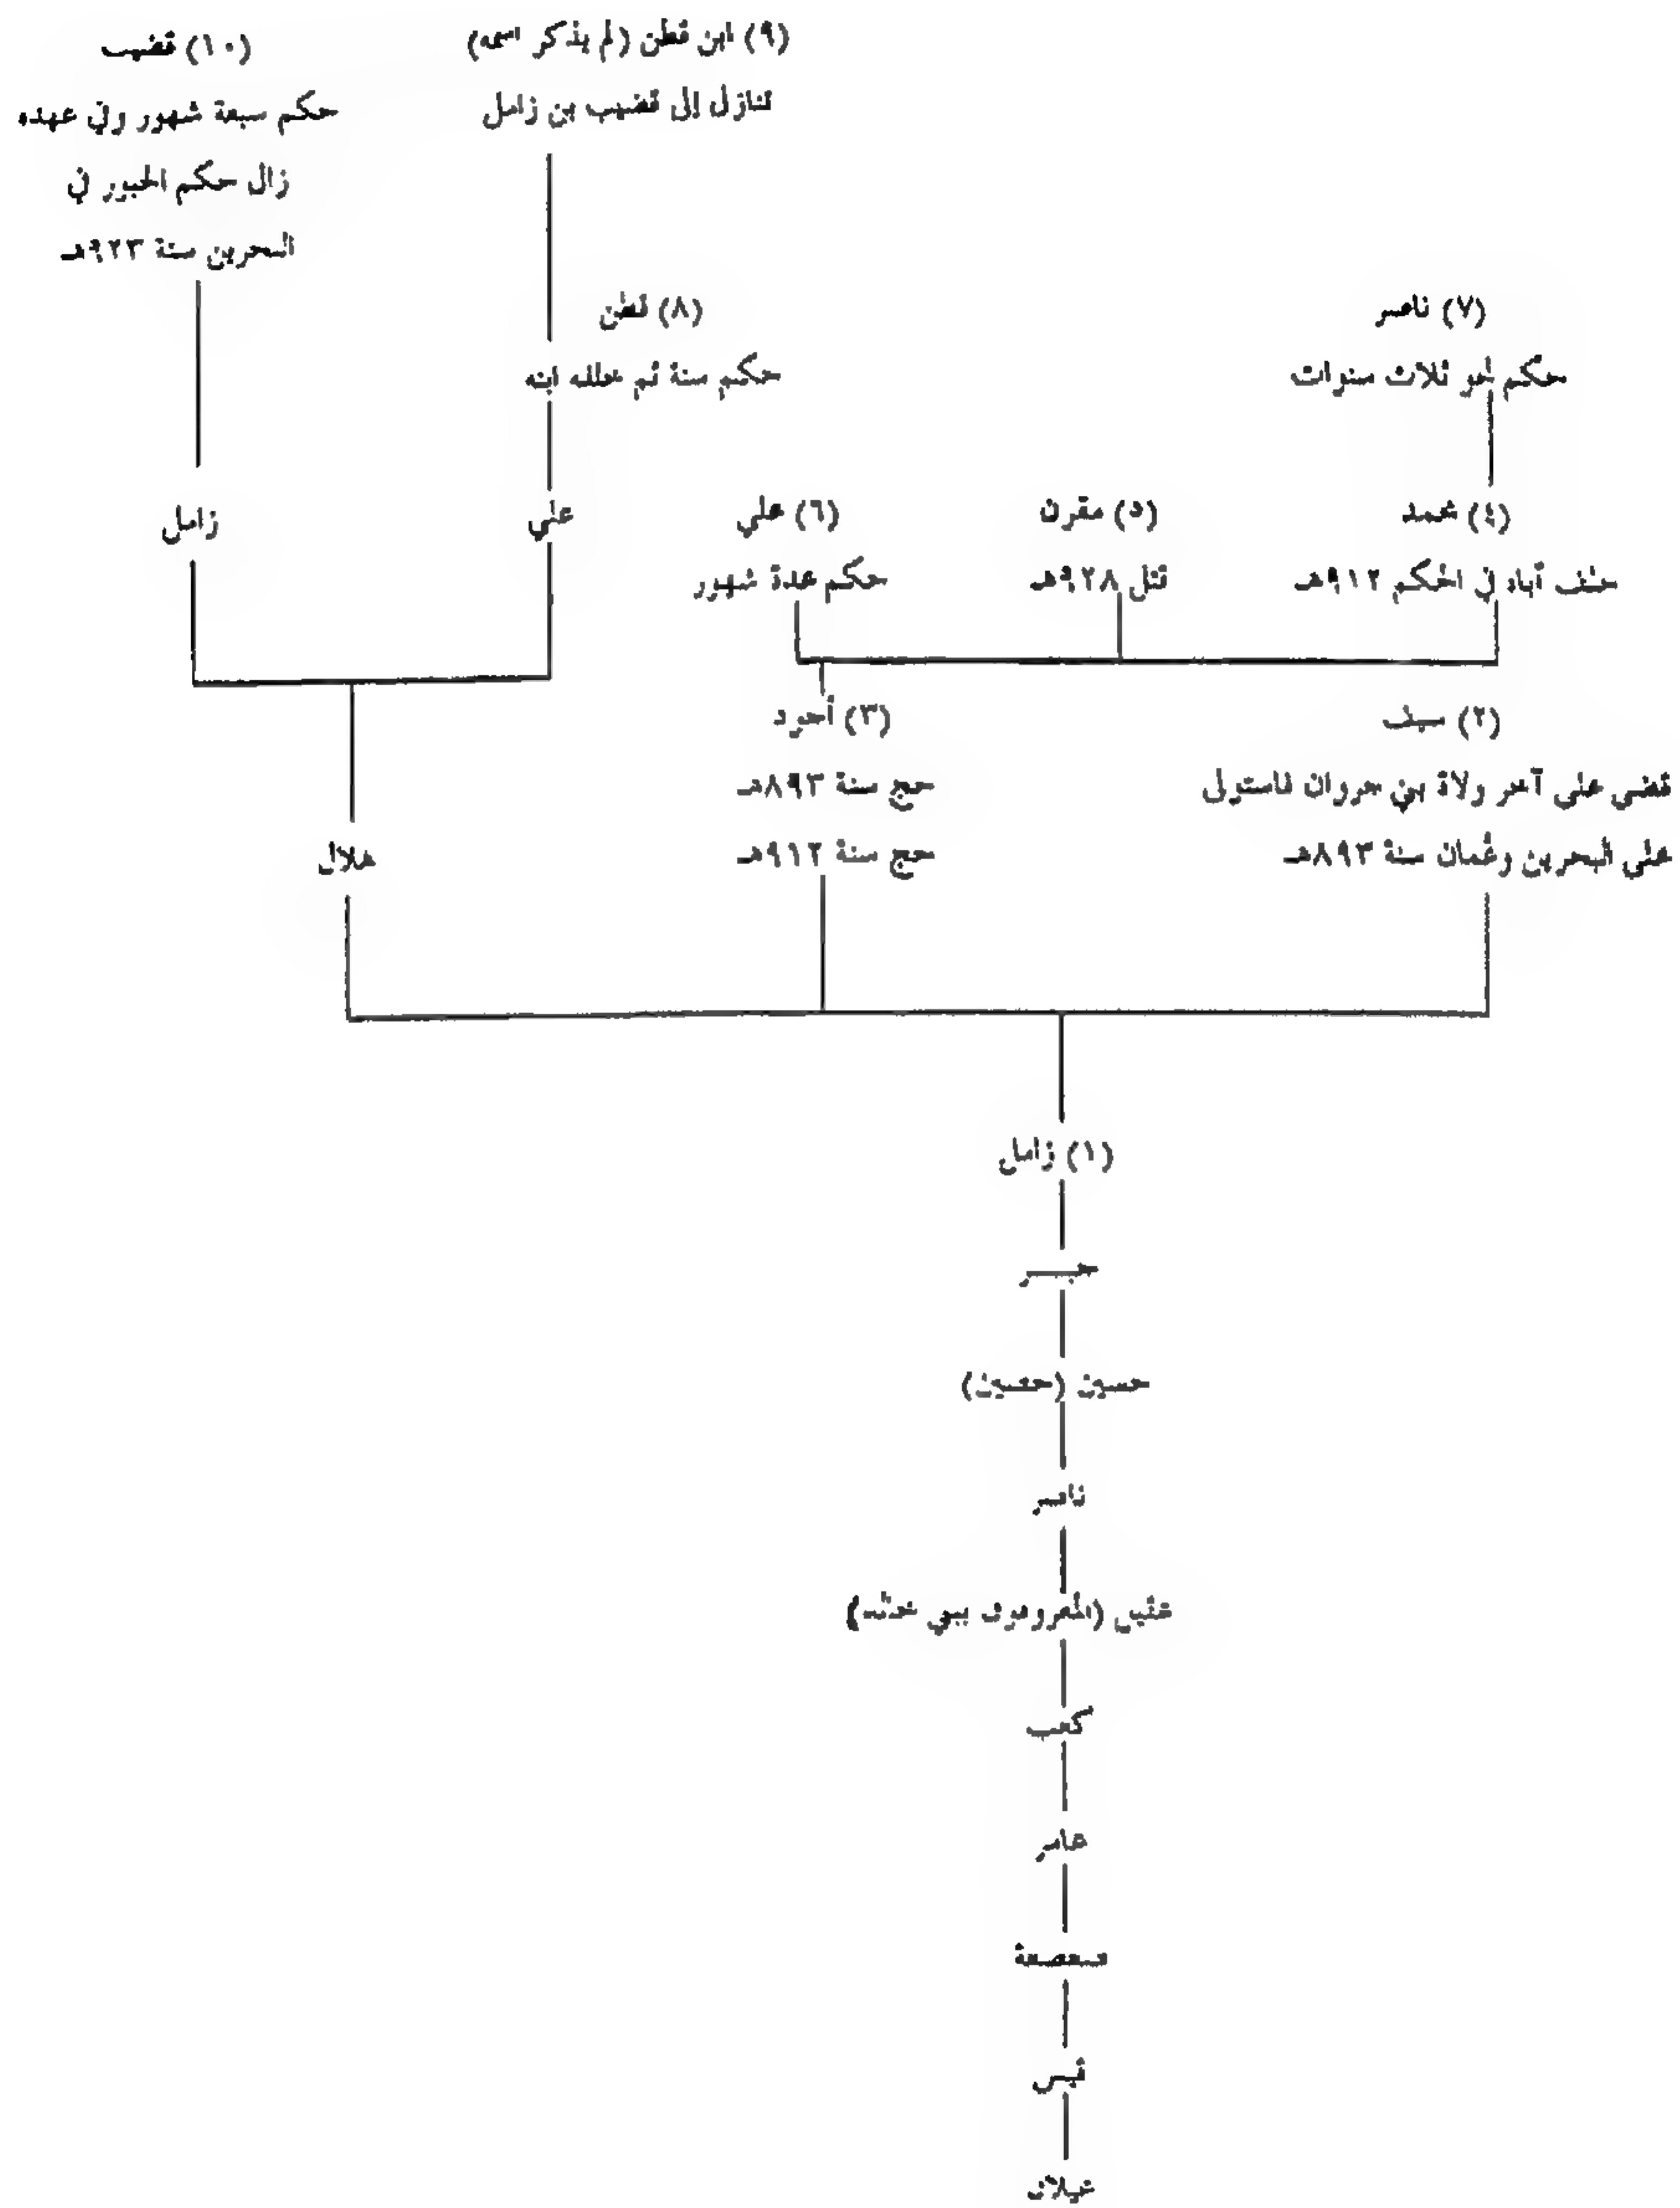 (١٠) قضيب
حكم سبعة شهور وفي عهده
زال حكم الجبور في
البحرين سنة ٩٢٣هـ
(٩) ابن قطن (لم يذكر اسمه)
تنازل إلى قضيب بن زامل
(٨) قطن
حكم سنة ثم خلفه ابنه
(٧) ناصر
حكم نحو ثلاث سنوات
زامل
علي
(٦) علي
حكم عدة شهور
(٥) مقرن
قتل ٩٢٨هـ
(٤) محمد
خلف آباه في الحكم ٩١٢هـ
(٣) أجود
حج سنة ٨٩٣هـ
حج سنة ٩١٢هـ
(٢) سيف
قضى على آخر ولاة بني جروان فاستولى
على البحرين وعُمان سنة ٨٩٣هـ
هلال
(١) زامل
جبر
حسين (حصين)
ناصر
عقيل (المعروف ببني
كعب
عامر
صعصعة
قيس
عيلان